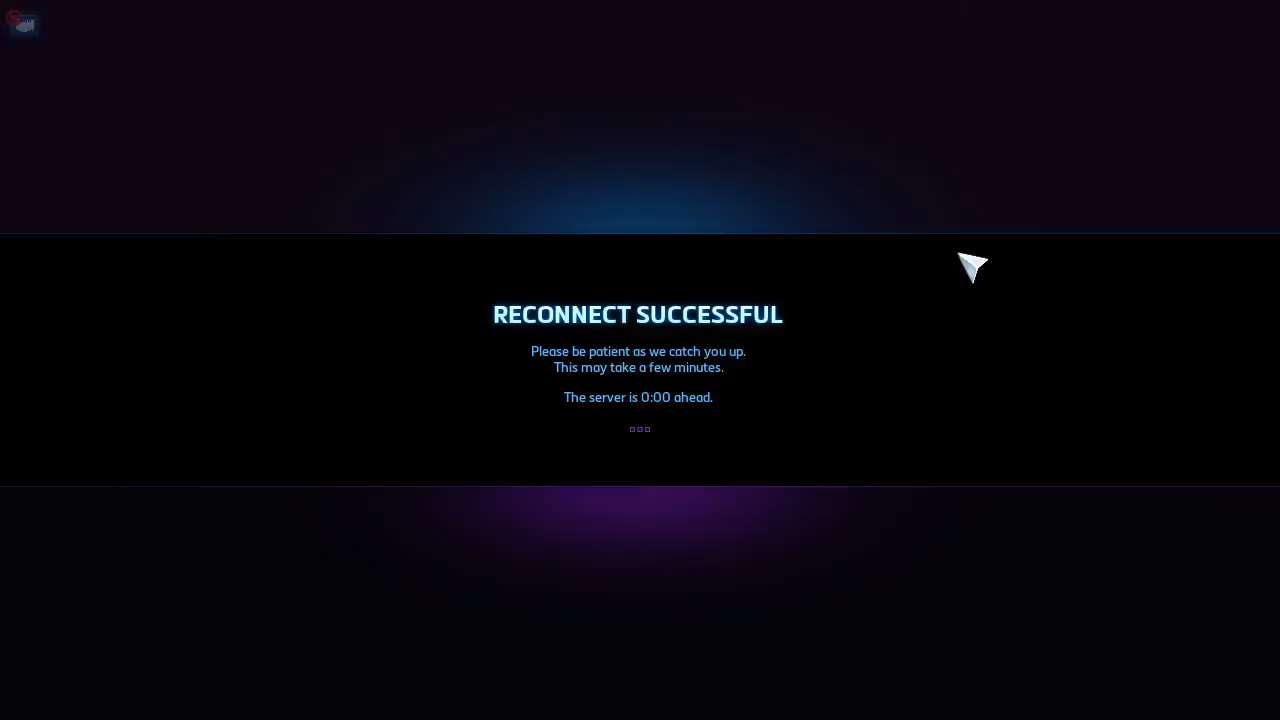 RECONNECT SUCCESSFUL
Please be patient as we catch you up.
This may take a few minutes.
The server is 0:00 ahead.